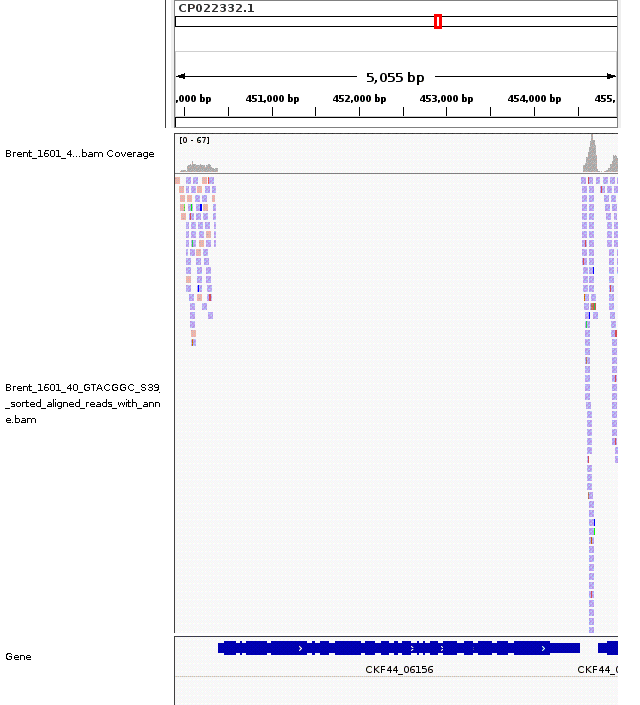 CP022332.1
5,055 bp
,000 bp 451,000 bp 452,000 bp 453,000 bp 454,000 bp 455,
[0 - 67]
Brent_1601_4...bam Coverage
Brent_1601_40_GTACGGC_S39_
_sorted_aligned_reads_with_ann
e.bam
Gene
CKF44_06156 CKF44_0